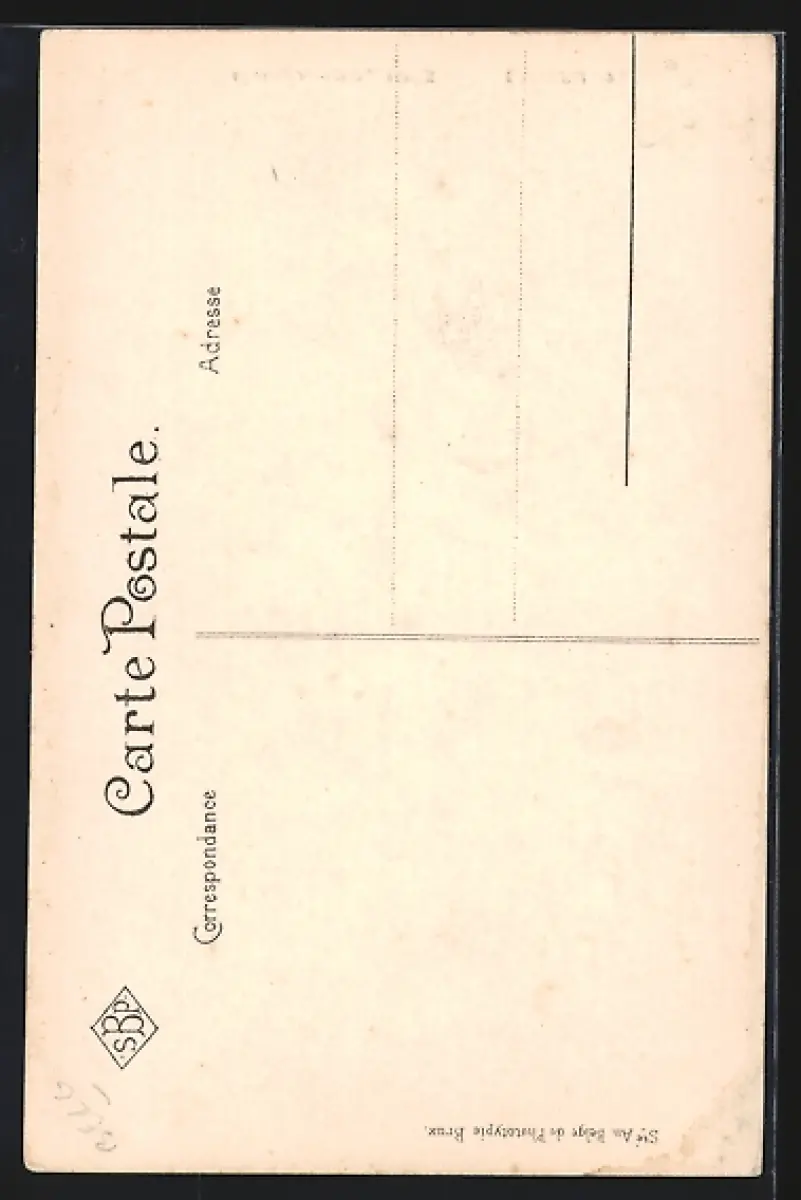 Carte Postale.
Correspondance
Adresse
SBP
Sté An. Belge de Phototypie Brux.